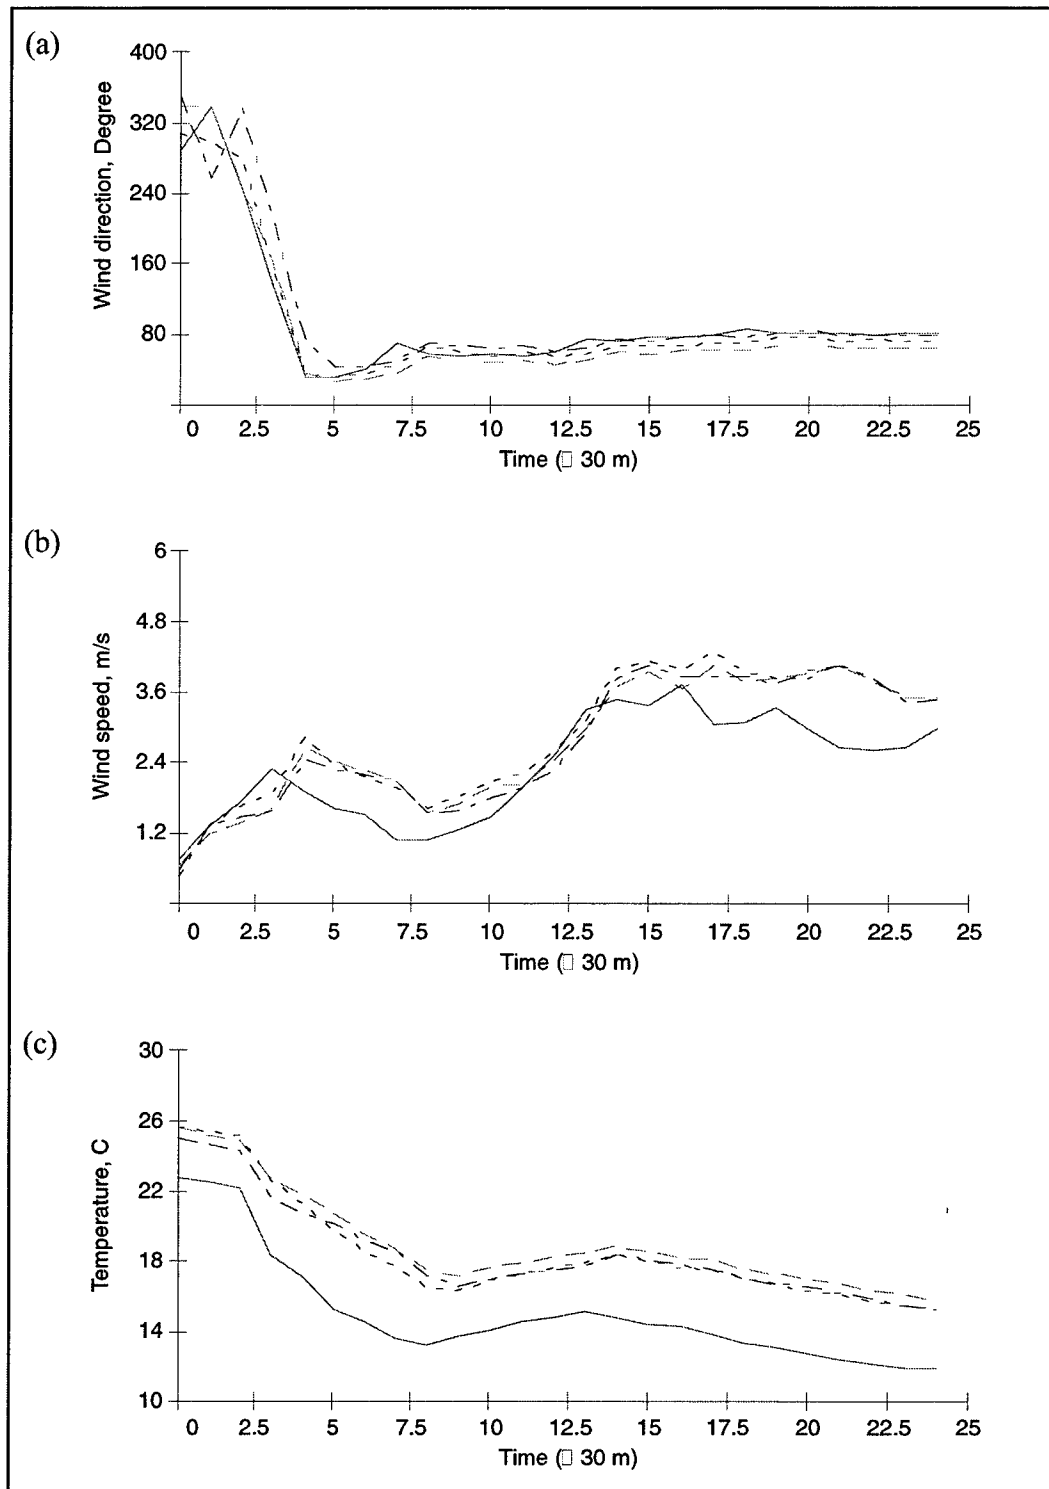 (a)
400
320
240
160
80
Wind direction, Degree
0 2.5 5 7.5 10 12.5 15 17.5 20 22.5 25
Time (□ 30 m)
(b)
6
4.8
3.6
2.4
1.2
Wind speed, m/s
0 2.5 5 7.5 10 12.5 15 17.5 20 22.5 25
Time (□ 30 m)
(c)
30
26
22
18
14
10
Temperature, C
0 2.5 5 7.5 10 12.5 15 17.5 20 22.5 25
Time (□ 30 m)